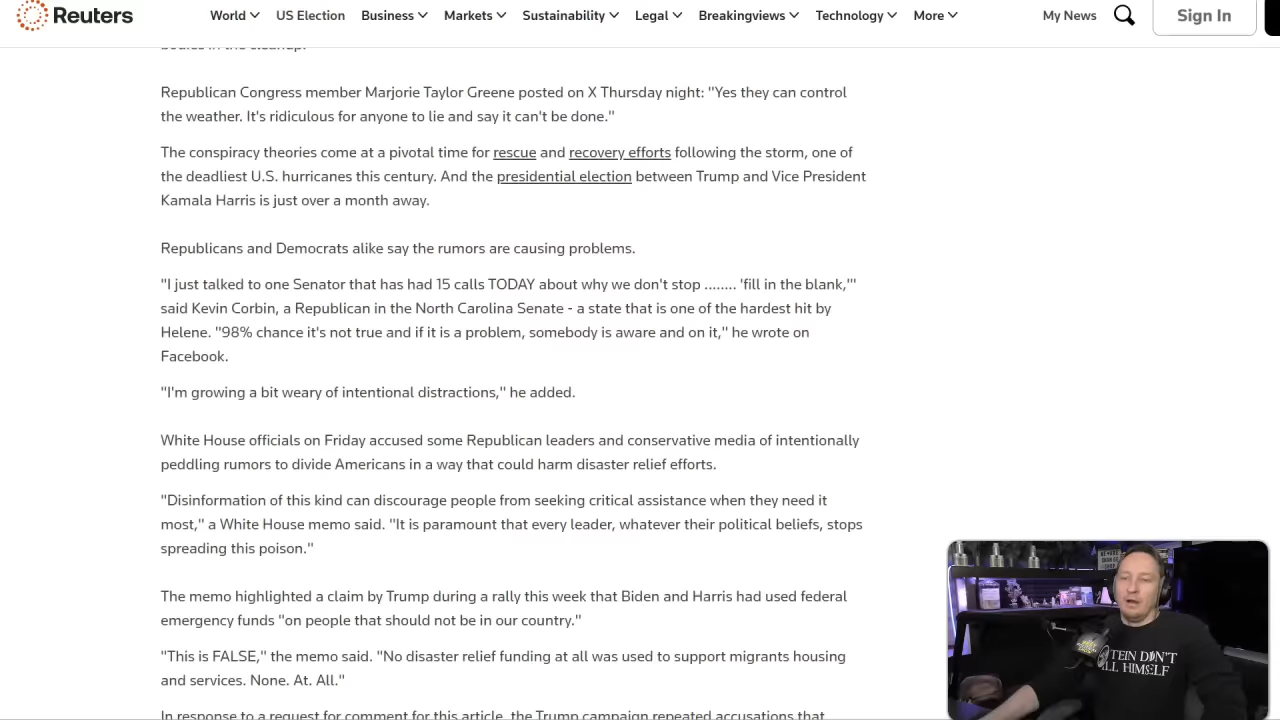 Reuters
World
US Election
Business
Markets
Sustainability
Legal
Breakingviews
Technology
More
My News
Sign In
bodies in the cleanup.
Republican Congress member Marjorie Taylor Greene posted on X Thursday night: "Yes they can control
the weather. It's ridiculous for anyone to lie and say it can't be done."
The conspiracy theories come at a pivotal time for rescue and recovery efforts following the storm, one of
the deadliest U.S. hurricanes this century. And the presidential election between Trump and Vice President
Kamala Harris is just over a month away.
Republicans and Democrats alike say the rumors are causing problems.
"I just talked to one Senator that has had 15 calls TODAY about why we don't stop ........ 'fill in the blank,'"
said Kevin Corbin, a Republican in the North Carolina Senate - a state that is one of the hardest hit by
Helene. "98% chance it's not true and if it is a problem, somebody is aware and on it," he wrote on
Facebook.
"I'm growing a bit weary of intentional distractions," he added.
White House officials on Friday accused some Republican leaders and conservative media of intentionally
peddling rumors to divide Americans in a way that could harm disaster relief efforts.
"Disinformation of this kind can discourage people from seeking critical assistance when they need it
most," a White House memo said. "It is paramount that every leader, whatever their political beliefs, stops
spreading this poison."
The memo highlighted a claim by Trump during a rally this week that Biden and Harris had used federal
emergency funds "on people that should not be in our country."
"This is FALSE," the memo said. "No disaster relief funding at all was used to support migrants housing
and services. None. At. All."
In response to a request for comment for this article, the Trump campaign repeated accusations that
TEIN DN'T
LL HIMSELF